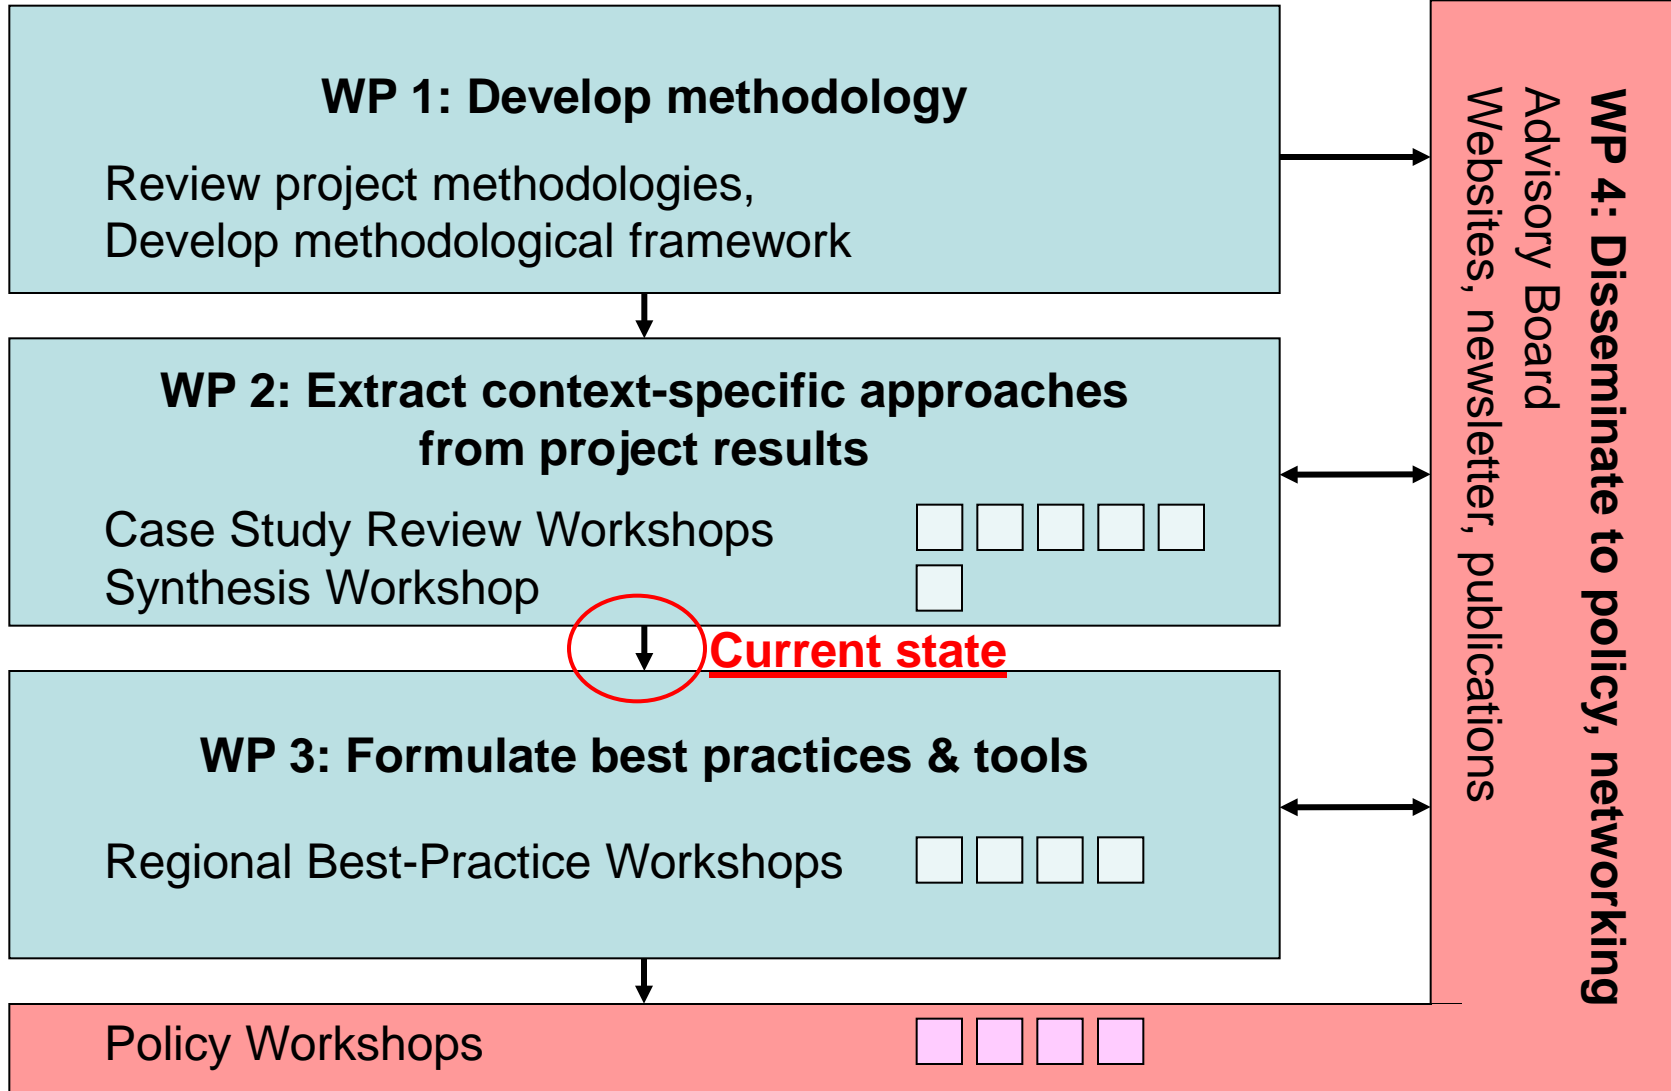 WP 1: Develop methodology
Review project methodologies,
Develop methodological framework
WP 2: Extract context-specific approaches
from project results
Case Study Review Workshops
Synthesis Workshop
Current state
WP 3: Formulate best practices & tools
Regional Best-Practice Workshops
Policy Workshops
WP 4: Disseminate to policy, networking
Advisory Board
Websites, newsletter, publications